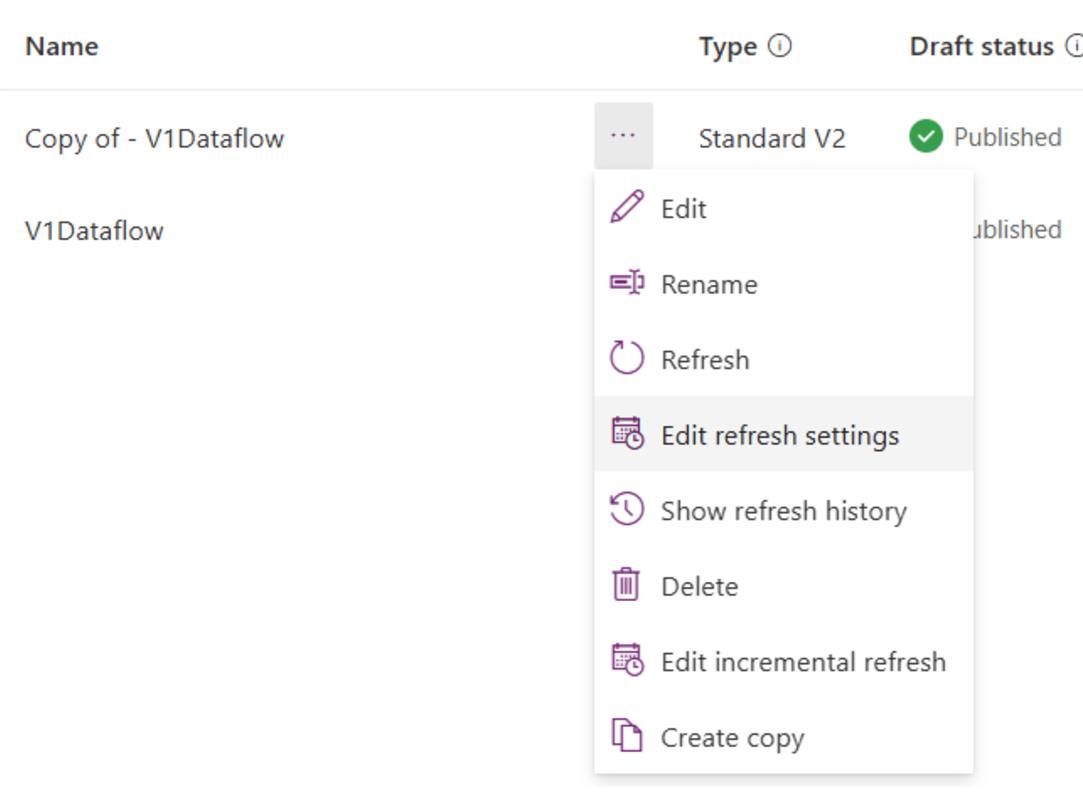 Name Type Draft status
Copy of - V1Dataflow ... Standard V2 Published
Edit
V1Dataflow ublished
Rename
Refresh
Edit refresh settings
Show refresh history
Delete
Edit incremental refresh
Create copy